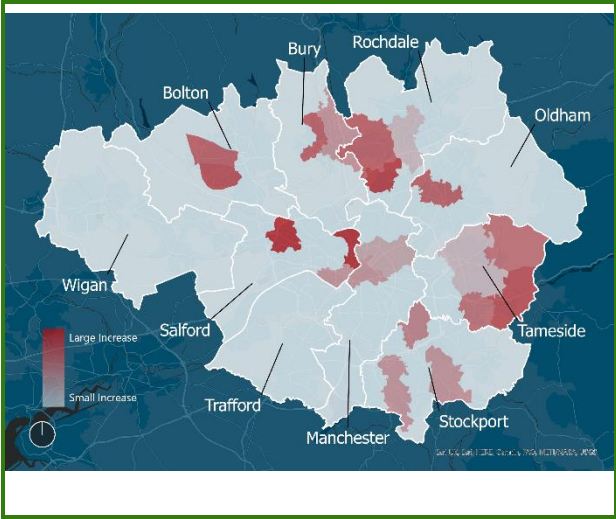 Rochdale
Bury
Bolton
Oldham
Wigan
Large Increase
Salford
Tameside
Small Increase
Trafford
Stockport
Manchester